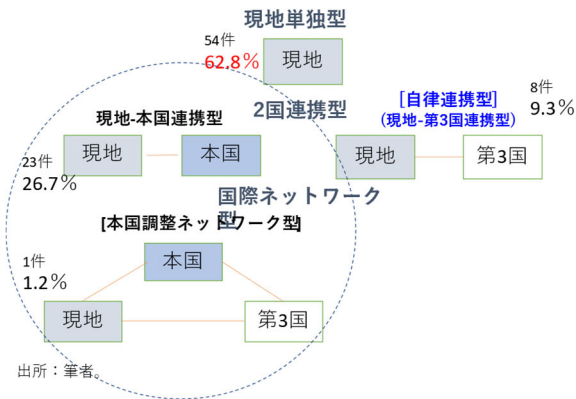 現地単独型
54件
62.8%
現地
2国連携型
[自律連携型]
(現地-第3国連携型)
8件
9.3%
現地-本国連携型
23件
26.7%
現地
本国
現地
第3国
国際ネットワーク
型
[本国調整ネットワーク型]
本国
1件
1.2%
現地
第3国
出所：筆者。